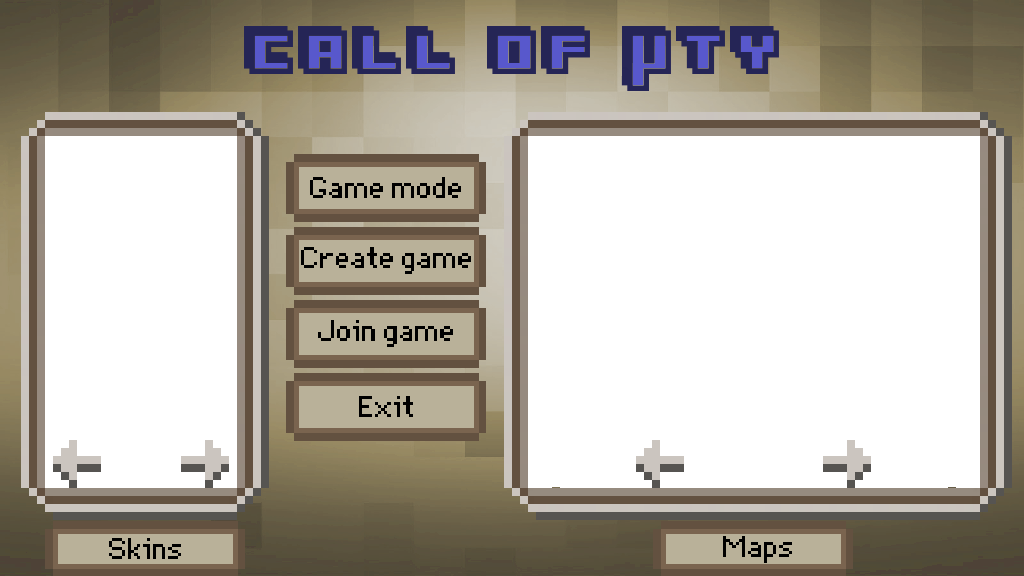 CALL OF µTY
Game mode
Create game
Join game
Exit
Skins
Maps